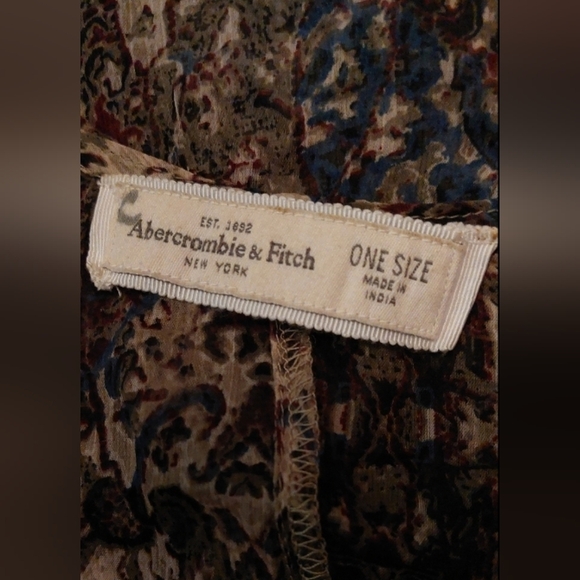 EST. 1892
Abercrombie & Fitch
NEW YORK
ONE SIZE
MADE IN
INDIA